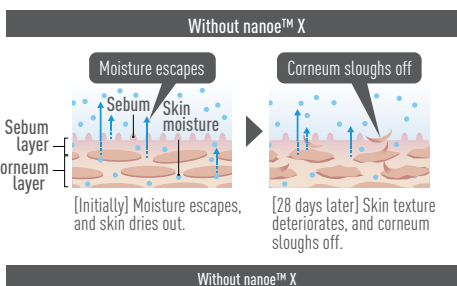 Without nanoe™ X
Moisture escapes
Corneum sloughs off
Sebum
Skin
moisture
Sebum
layer
orneum
layer
[Initially] Moisture escapes,
and skin dries out.
[28 days later] Skin texture
deteriorates, and corneum
sloughs off.
Without nanoe™ X